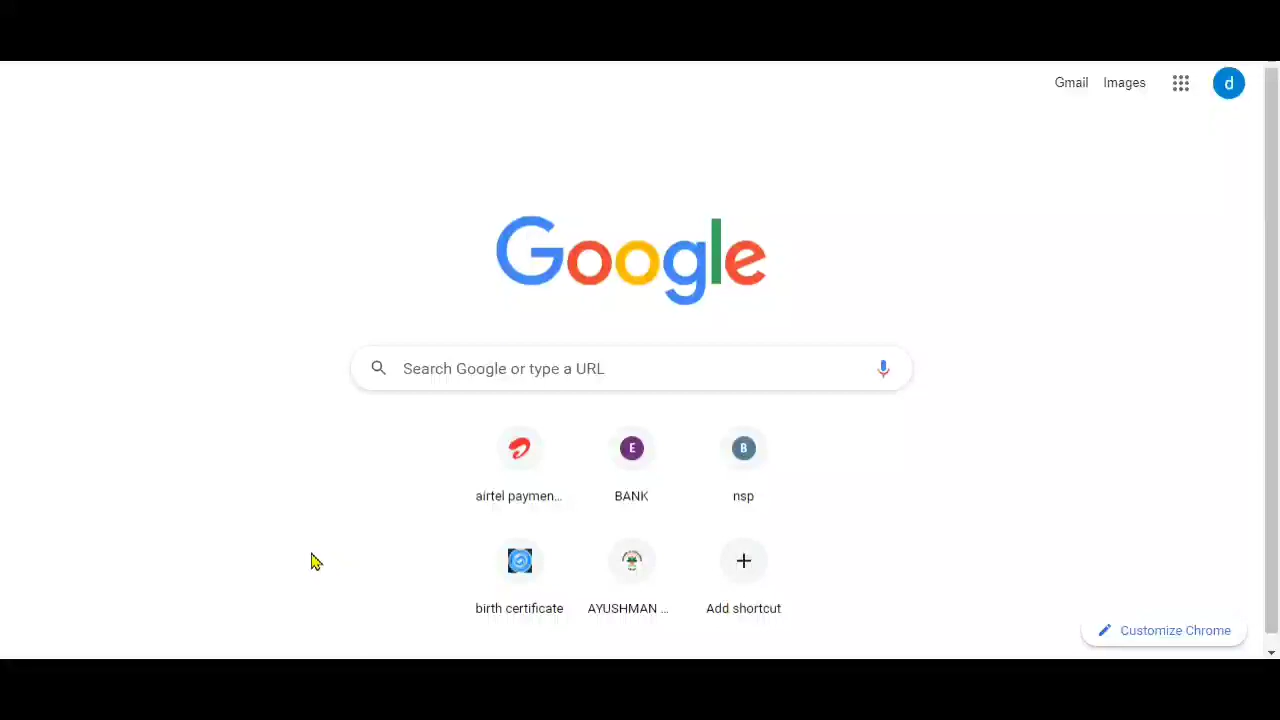 Gmail Images d
Google
Search Google or type a URL
E B
airtel paymen... BANK nsp
birth certificate AYUSHMAN ... Add shortcut
Customize Chrome